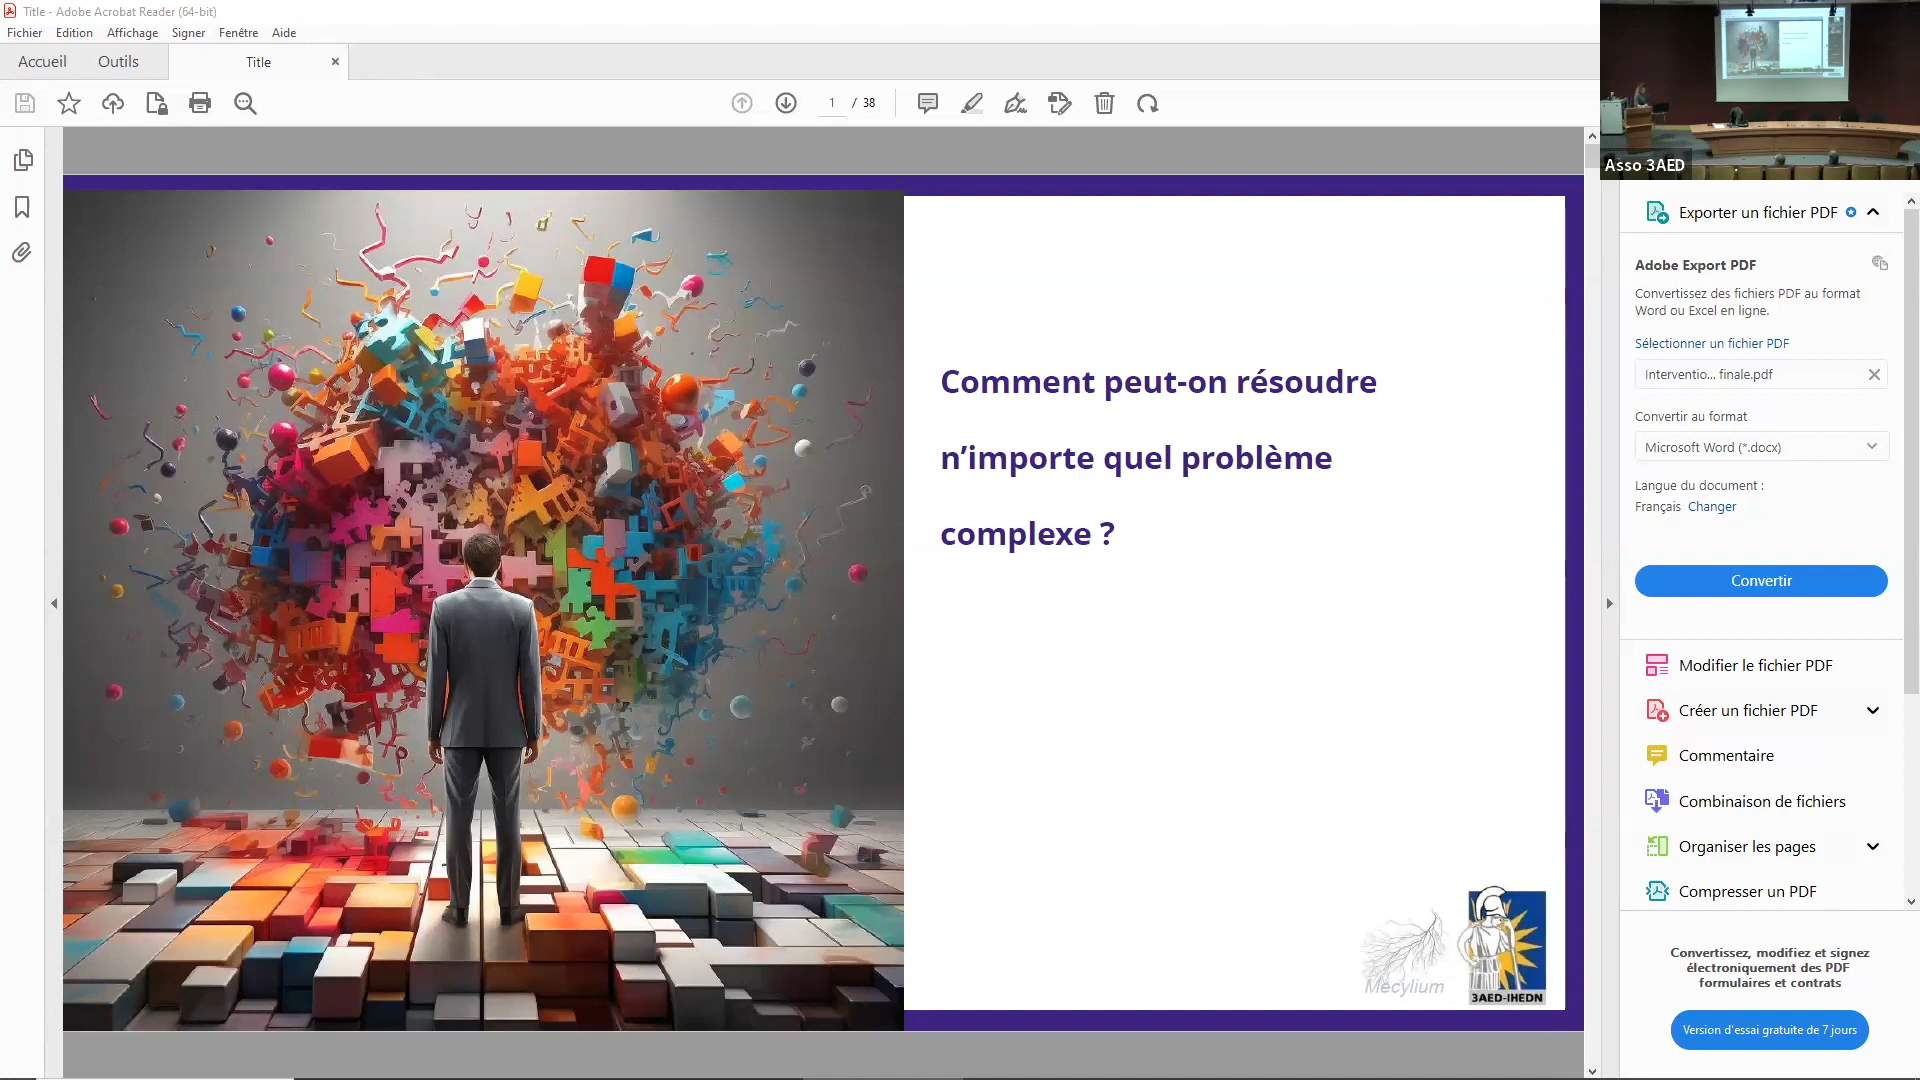 Title - Adobe Acrobat Reader (64-bit)
Fichier Edition Affichage Signer Fenêtre Aide
Accueil Outils Title
1 / 38
Asso 3AED
Comment peut-on résoudre
n’importe quel problème
complexe ?
Mecylium
3AED-IHEDN
Exporter un fichier PDF
Adobe Export PDF
Convertissez des fichiers PDF au format
Word ou Excel en ligne.
Sélectionner un fichier PDF
Interventio... finale.pdf
Convertir au format
Microsoft Word (*.docx)
Langue du document :
Français Changer
Convertir
Modifier le fichier PDF
Créer un fichier PDF
Commentaire
Combinaison de fichiers
Organiser les pages
Compresser un PDF
Convertissez, modifiez et signez
électroniquement des PDF
formulaires et contrats
Version d'essai gratuite de 7 jours